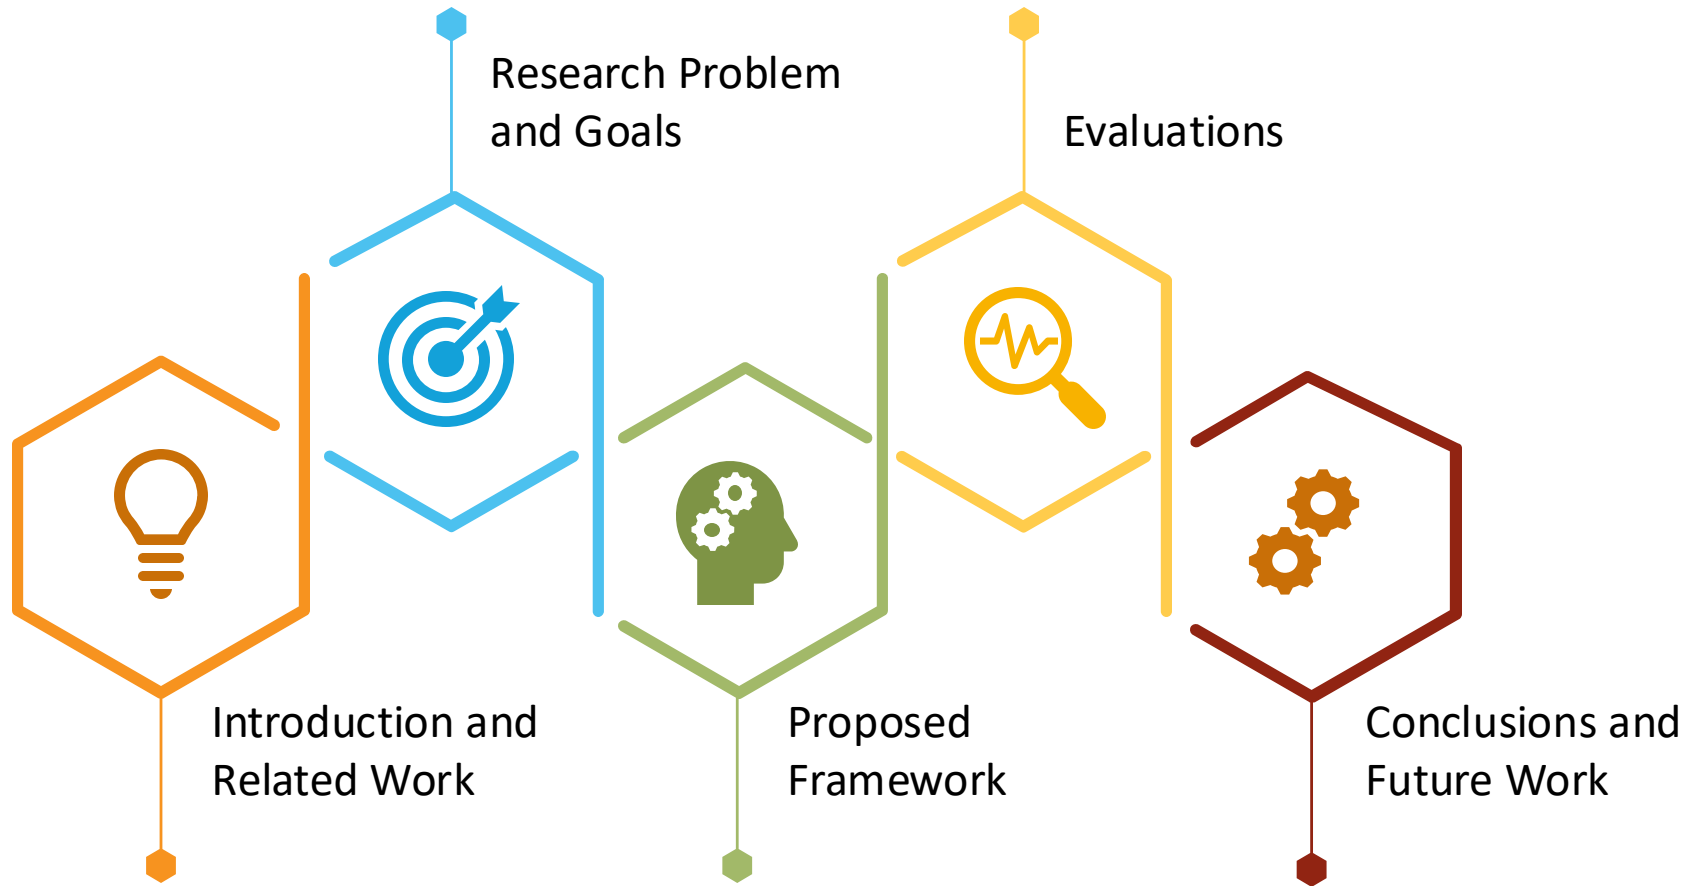 Research Problem
and Goals
Evaluations
Introduction and
Related Work
Proposed
Framework
Conclusions and
Future Work